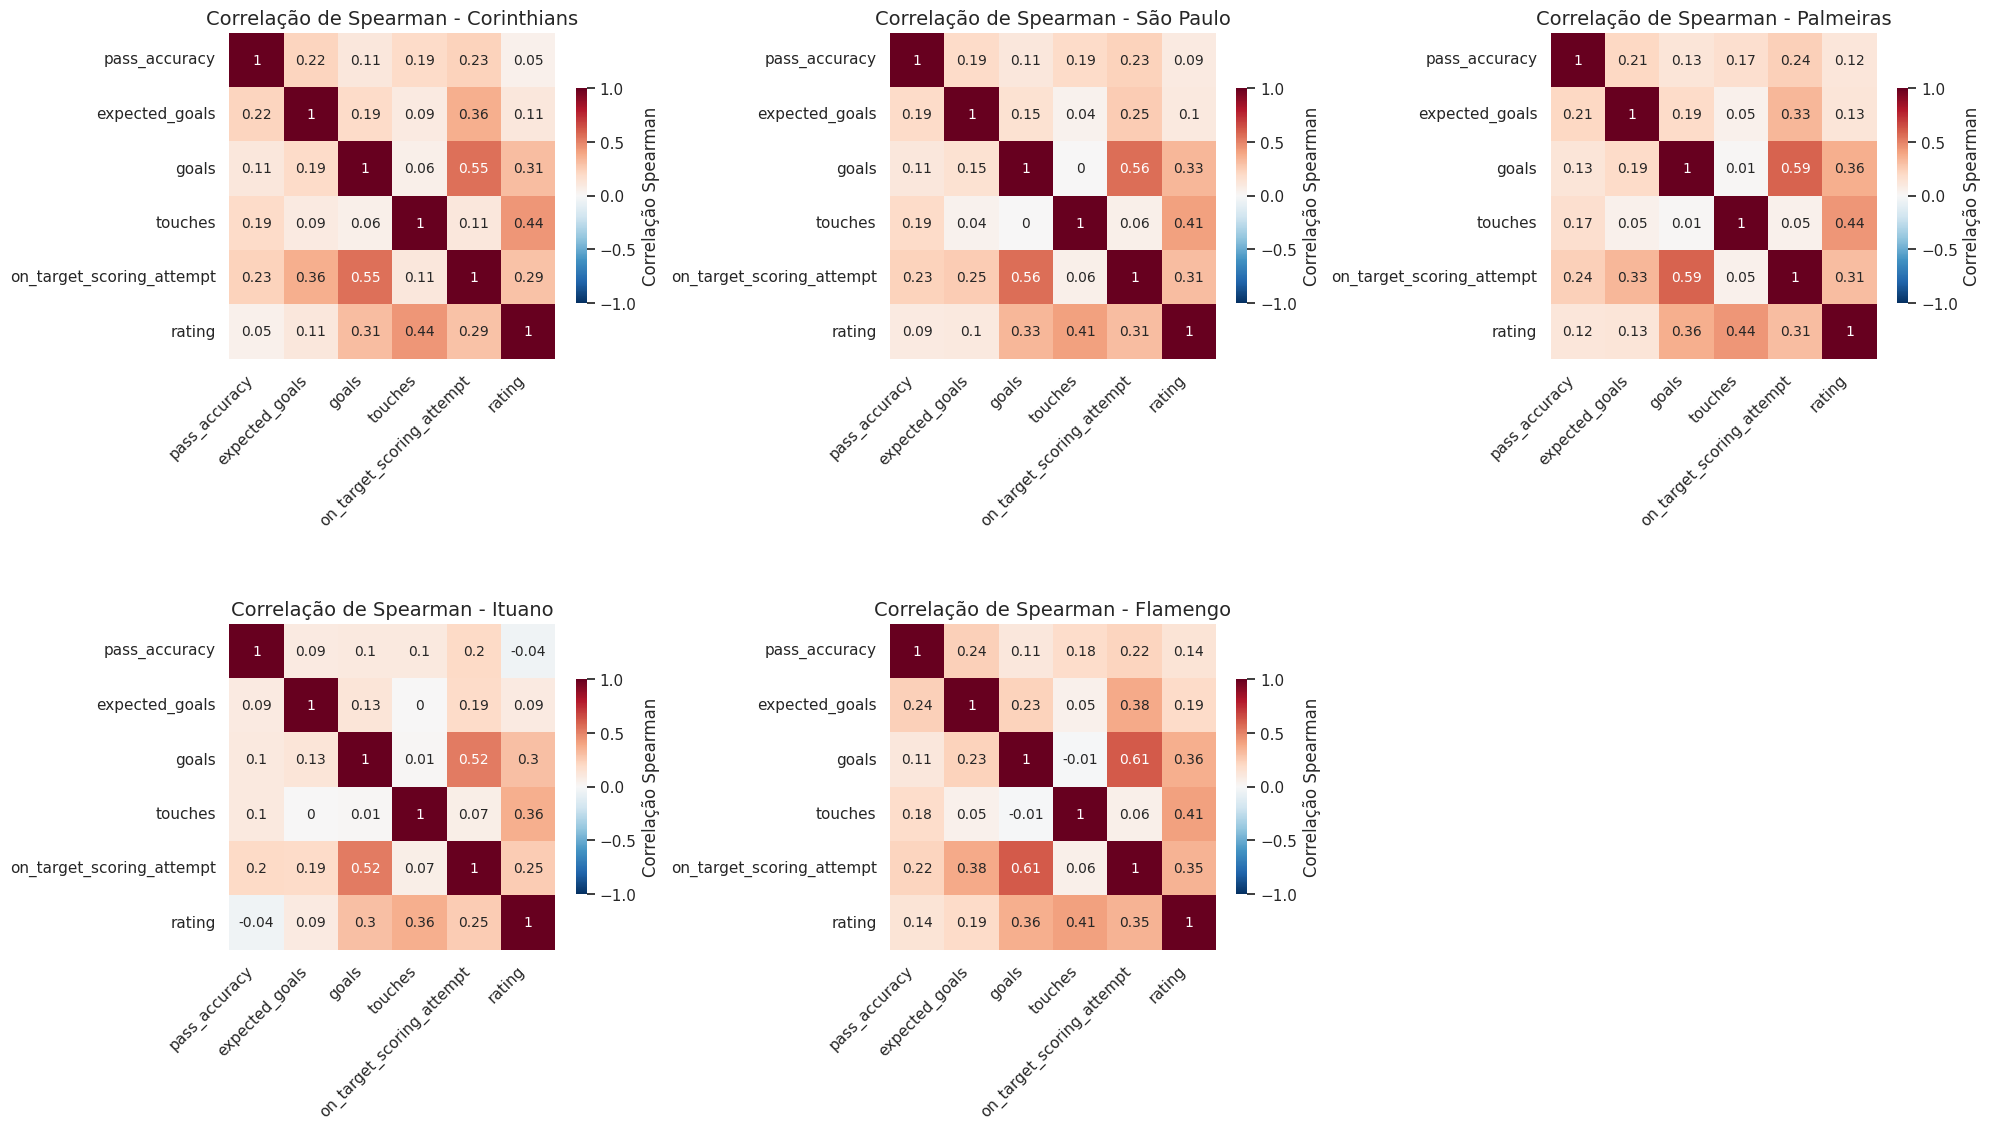 Correlação de Spearman - Corinthians
pass_accuracy 1 0.22 0.11 0.19 0.23 0.05
expected_goals 0.22 1 0.19 0.09 0.36 0.11
goals 0.11 0.19 1 0.06 0.55 0.31
touches 0.19 0.09 0.06 1 0.11 0.44
on_target_scoring_attempt 0.23 0.36 0.55 0.11 1 0.29
rating 0.05 0.11 0.31 0.44 0.29 1
pass_accuracy expected_goals goals touches on_target_scoring_attempt rating
1.0
0.5
0.0
−0.5
−1.0
Correlação Spearman
Correlação de Spearman - São Paulo
pass_accuracy 1 0.19 0.11 0.19 0.23 0.09
expected_goals 0.19 1 0.15 0.04 0.25 0.1
goals 0.11 0.15 1 0 0.56 0.33
touches 0.19 0.04 0 1 0.06 0.41
on_target_scoring_attempt 0.23 0.25 0.56 0.06 1 0.31
rating 0.09 0.1 0.33 0.41 0.31 1
pass_accuracy expected_goals goals touches on_target_scoring_attempt rating
1.0
0.5
0.0
−0.5
−1.0
Correlação Spearman
Correlação de Spearman - Palmeiras
pass_accuracy 1 0.21 0.13 0.17 0.24 0.12
expected_goals 0.21 1 0.19 0.05 0.33 0.13
goals 0.13 0.19 1 0.01 0.59 0.36
touches 0.17 0.05 0.01 1 0.05 0.44
on_target_scoring_attempt 0.24 0.33 0.59 0.05 1 0.31
rating 0.12 0.13 0.36 0.44 0.31 1
pass_accuracy expected_goals goals touches on_target_scoring_attempt rating
1.0
0.5
0.0
−0.5
−1.0
Correlação Spearman
Correlação de Spearman - Ituano
pass_accuracy 1 0.09 0.1 0.1 0.2 -0.04
expected_goals 0.09 1 0.13 0 0.19 0.09
goals 0.1 0.13 1 0.01 0.52 0.3
touches 0.1 0 0.01 1 0.07 0.36
on_target_scoring_attempt 0.2 0.19 0.52 0.07 1 0.25
rating -0.04 0.09 0.3 0.36 0.25 1
pass_accuracy expected_goals goals touches on_target_scoring_attempt rating
1.0
0.5
0.0
−0.5
−1.0
Correlação Spearman
Correlação de Spearman - Flamengo
pass_accuracy 1 0.24 0.11 0.18 0.22 0.14
expected_goals 0.24 1 0.23 0.05 0.38 0.19
goals 0.11 0.23 1 -0.01 0.61 0.36
touches 0.18 0.05 -0.01 1 0.06 0.41
on_target_scoring_attempt 0.22 0.38 0.61 0.06 1 0.35
rating 0.14 0.19 0.36 0.41 0.35 1
pass_accuracy expected_goals goals touches on_target_scoring_attempt rating
1.0
0.5
0.0
−0.5
−1.0
Correlação Spearman